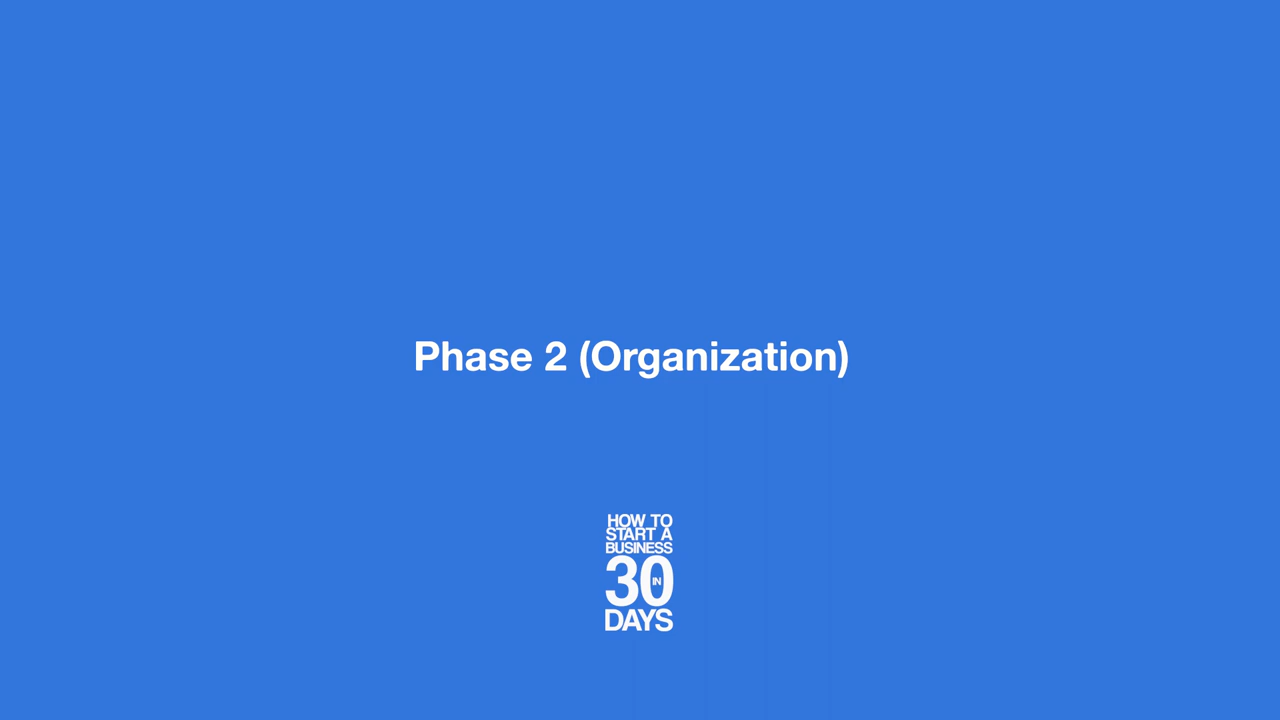 Phase 2 (Organization)
HOW TO
START A
BUSINESS
30
IN
DAYS